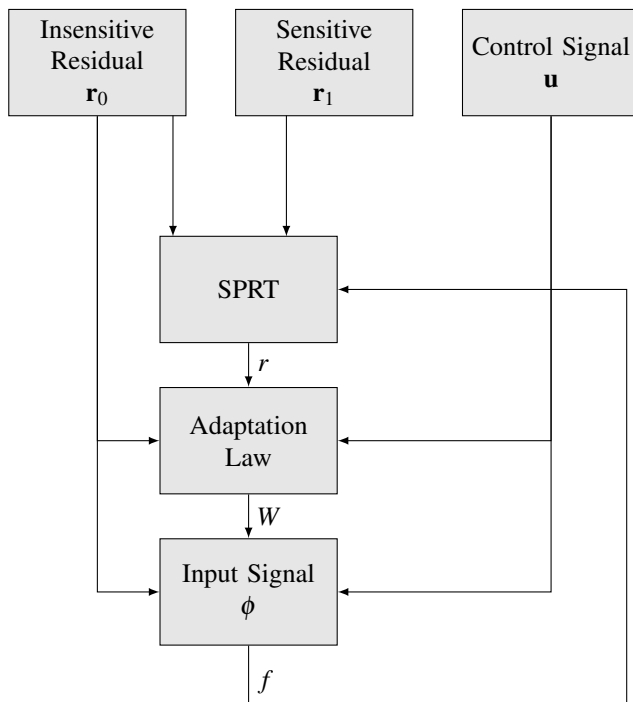 Insensitive
Residual
r₀
Sensitive
Residual
r₁
Control Signal
u
SPRT
r
Adaptation
Law
W
Input Signal
ϕ
f